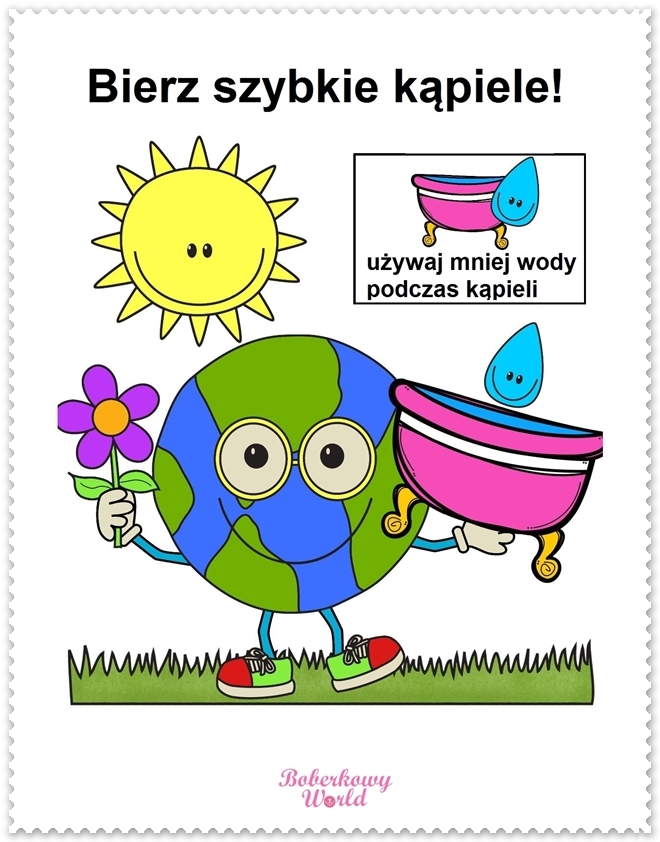 Bierz szybkie kąpiele!
używaj mniej wody
podczas kąpieli
Boberkowy
World